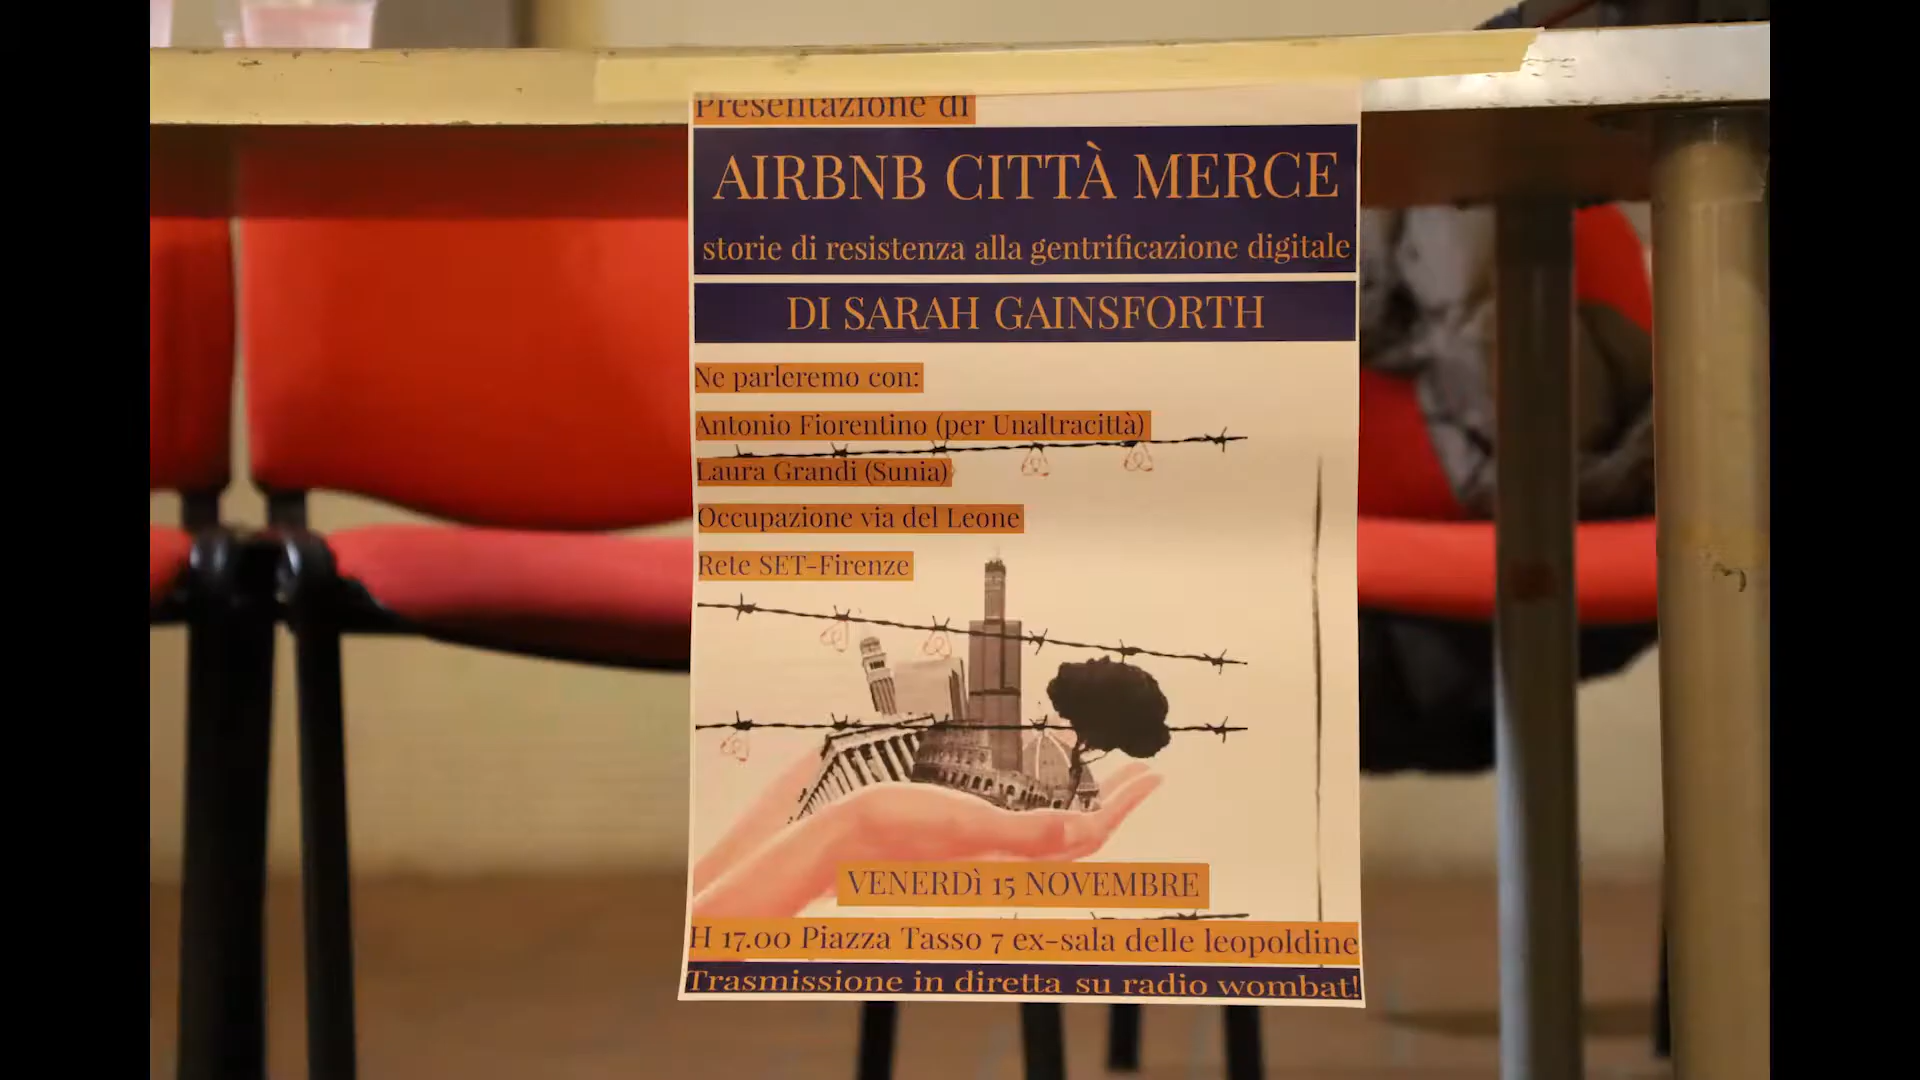 Presentazione di
AIRBNB CITTÀ MERCE
storie di resistenza alla gentrificazione digitale
DI SARAH GAINSFORTH
Ne parleremo con:
Antonio Fiorentino (per Unaltracittà)
Laura Grandi (Sunia)
Occupazione via del Leone
Rete SET-Firenze
VENERDì 15 NOVEMBRE
H 17.00 Piazza Tasso 7 ex-sala delle leopoldine
Trasmissione in diretta su radio wombat!